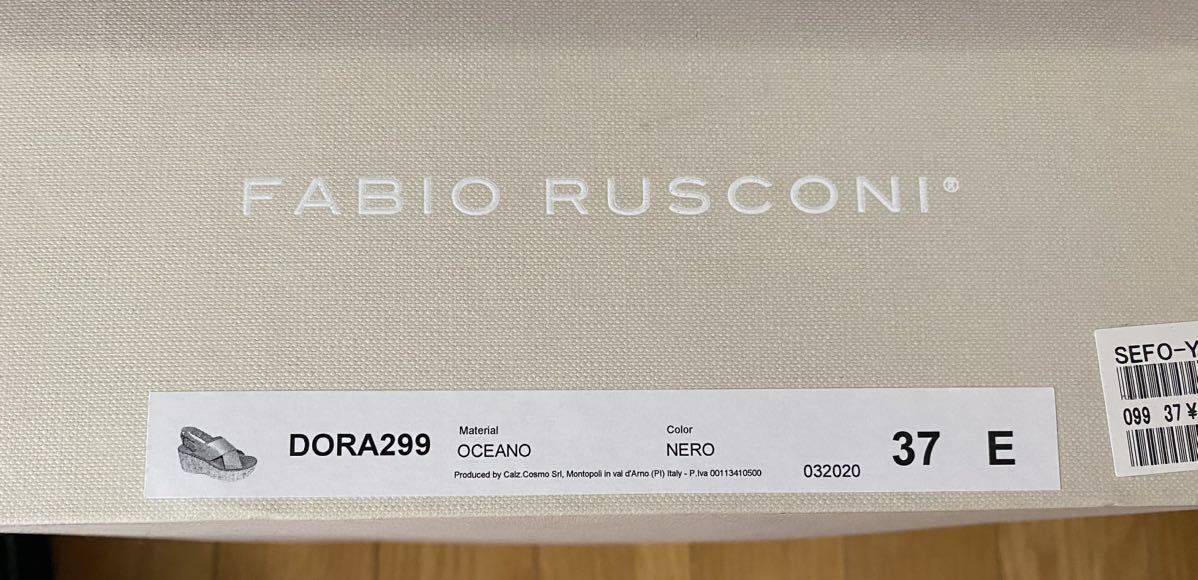 FABIO RUSCONI®
DORA299
Material
OCEANO
Color
NERO
Produced by Calz.Cosmo Srl, Montopoli in val d'Arno (PI) Italy - P.Iva 00113410500
032020
37 E
SEFO-Y
099 37¥